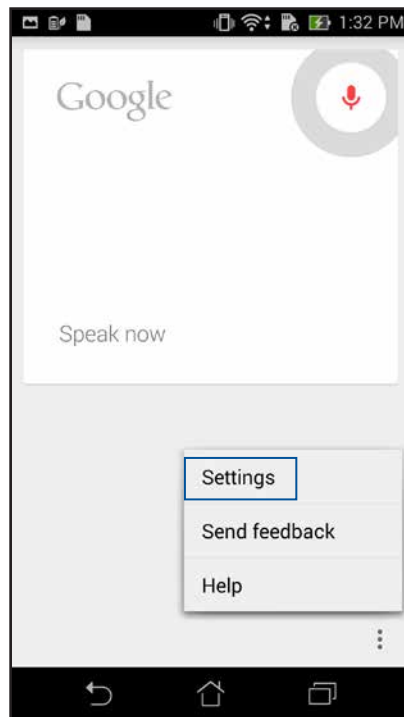 1:32 PM
Google
Speak now
Settings
Send feedback
Help